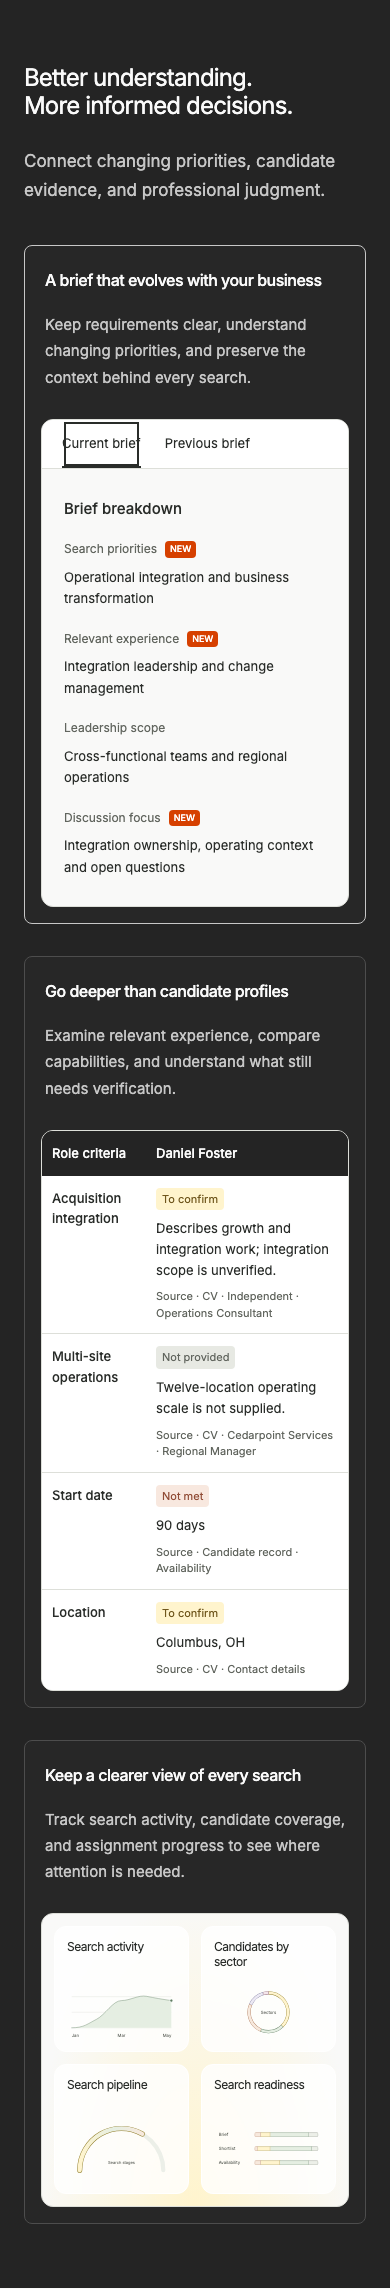 Better understanding.
More informed decisions.
Connect changing priorities, candidate
evidence, and professional judgment.
A brief that evolves with your business
Keep requirements clear, understand
changing priorities, and preserve the
context behind every search.
Current brief Previous brief
Brief breakdown
Search priorities NEW
Operational integration and business
transformation
Relevant experience NEW
Integration leadership and change
management
Leadership scope
Cross-functional teams and regional
operations
Discussion focus NEW
Integration ownership, operating context
and open questions
Go deeper than candidate profiles
Examine relevant experience, compare
capabilities, and understand what still
needs verification.
Role criteria Daniel Foster
Acquisition
integration
To confirm
Describes growth and
integration work; integration
scope is unverified.
Source · CV · Independent ·
Operations Consultant
Multi-site
operations
Not provided
Twelve-location operating
scale is not supplied.
Source · CV · Cedarpoint Services
· Regional Manager
Start date
Not met
90 days
Source · Candidate record ·
Availability
Location
To confirm
Columbus, OH
Source · CV · Contact details
Keep a clearer view of every search
Track search activity, candidate coverage,
and assignment progress to see where
attention is needed.
Search activity
Jan Mar May
Candidates by
sector
Sectors
Search pipeline
Search stages
Search readiness
Brief
Shortlist
Availability